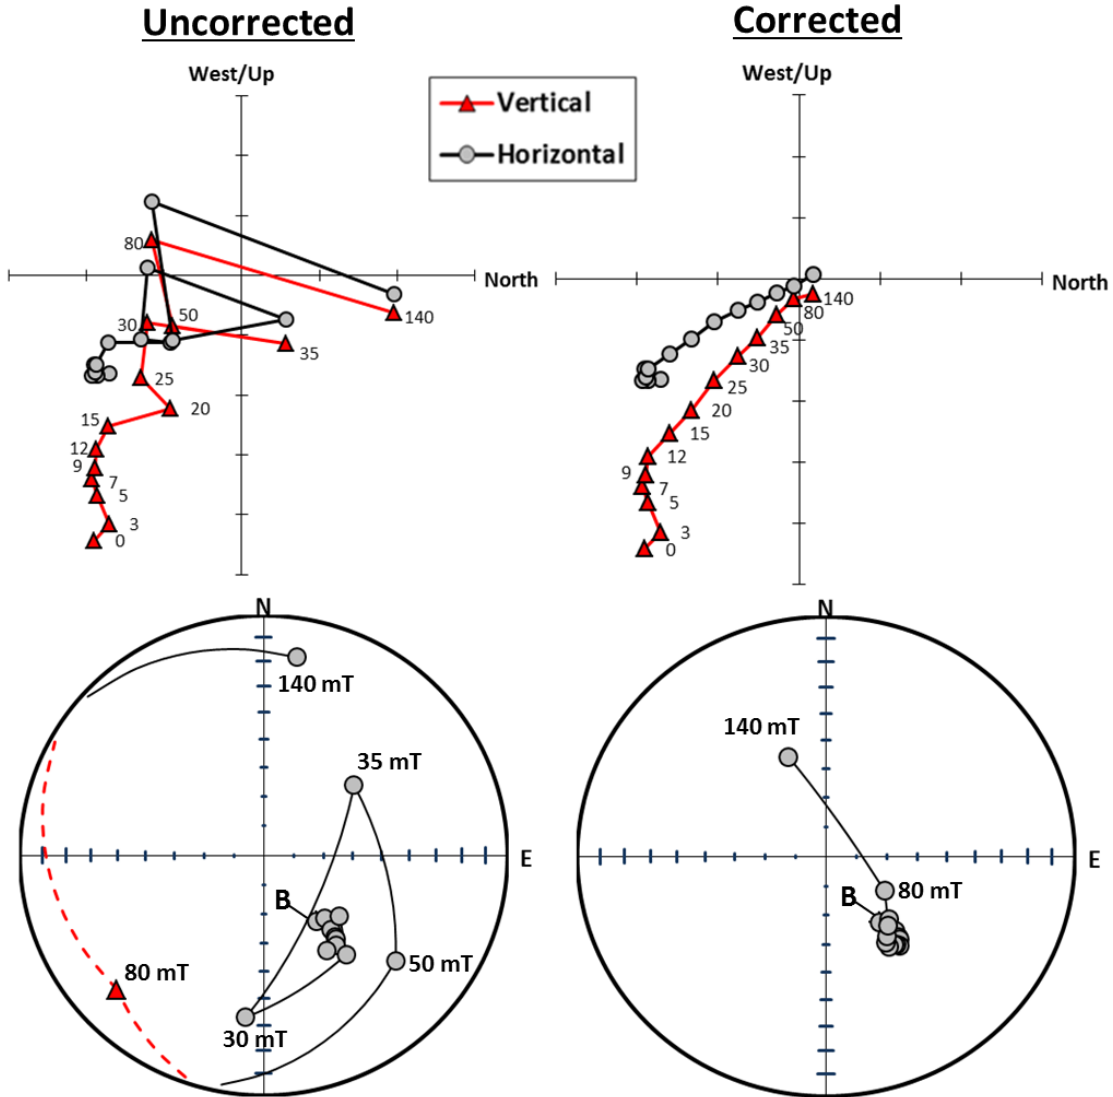 Uncorrected
Corrected
West/Up
West/Up
Vertical
Horizontal
North
North
80
140
50
30
35
25
20
15
12
9
7
5
3
0
140
80
50
35
30
25
20
15
12
9
7
5
3
0
N
N
140 mT
35 mT
E
B
80 mT
50 mT
30 mT
140 mT
E
B
80 mT